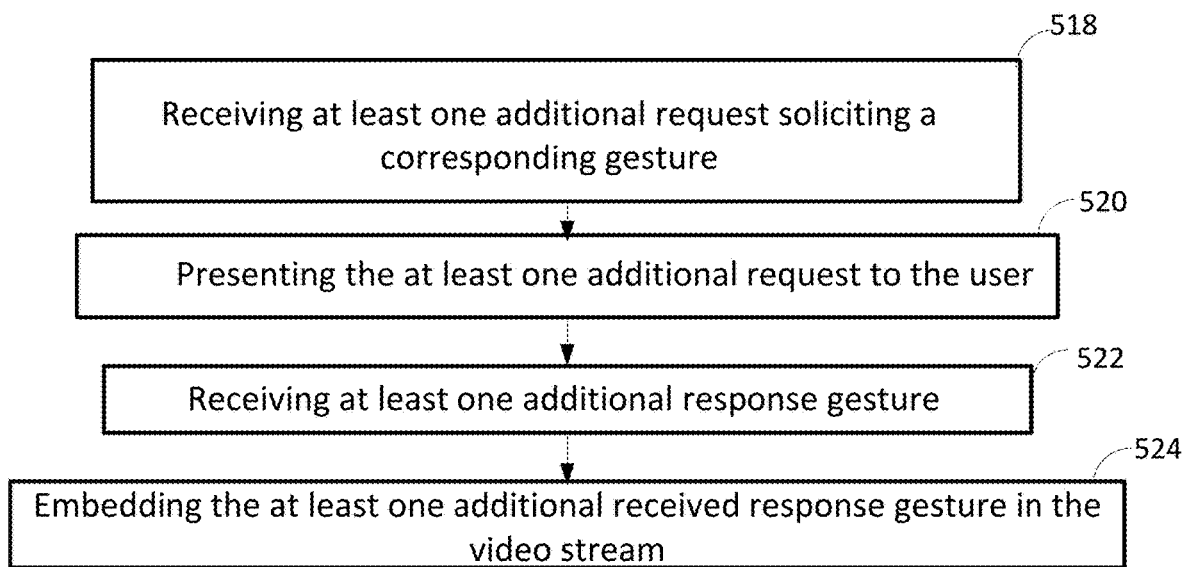 518
Receiving at least one additional request soliciting a
corresponding gesture
520
Presenting the at least one additional request to the user
522
Receiving at least one additional response gesture
524
Embedding the at least one additional received response gesture in the
video stream